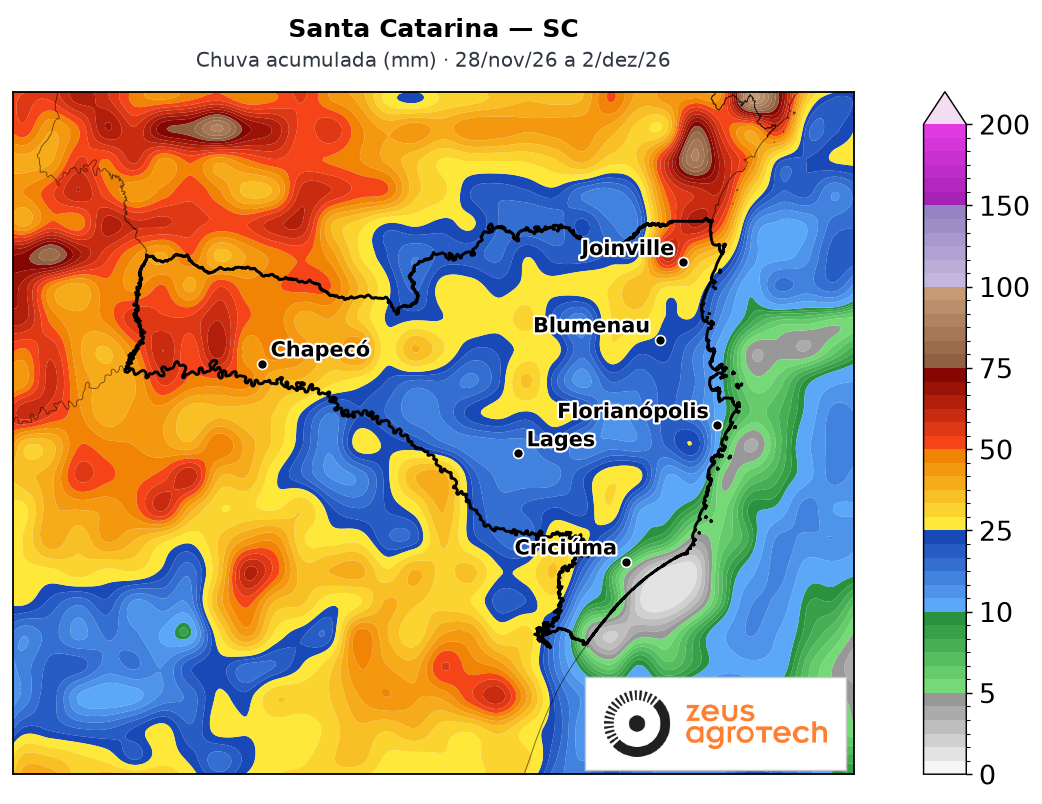 Santa Catarina — SC
Chuva acumulada (mm) · 28/nov/26 a 2/dez/26
200
150
100
75
50
25
10
5
0
Joinville
Blumenau
Chapecó
Florianópolis
Lages
Criciúma
zeus
agrotech